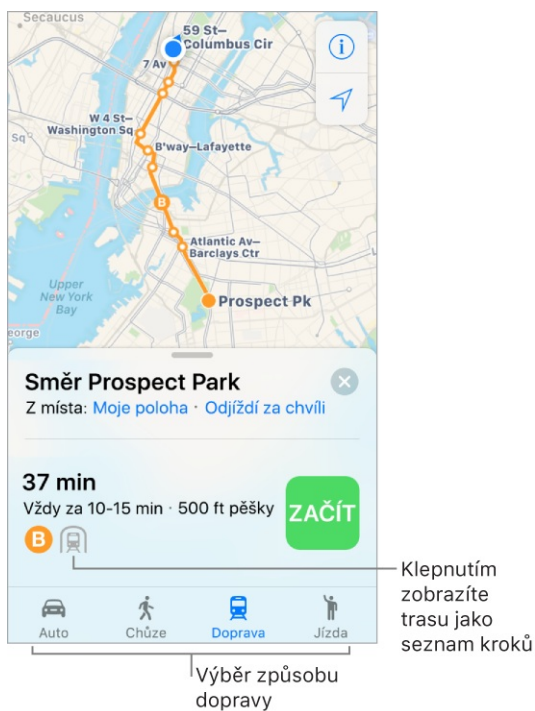 Secaucus
59 St–
Columbus Cir
7 Av
W 4 St–
Washington Sq
Sq
B'way–Lafayette
B
Atlantic Av–
Barclays Ctr
Upper
New York
Bay
Prospect Pk
eorge
Směr Prospect Park
Z místa: Moje poloha · Odjíždí za chvíli
37 min
Vždy za 10-15 min · 500 ft pěšky
ZAČÍT
B
Klepnutím
zobrazíte
trasu jako
seznam kroků
Auto Chůze Doprava Jízda
Výběr způsobu
dopravy